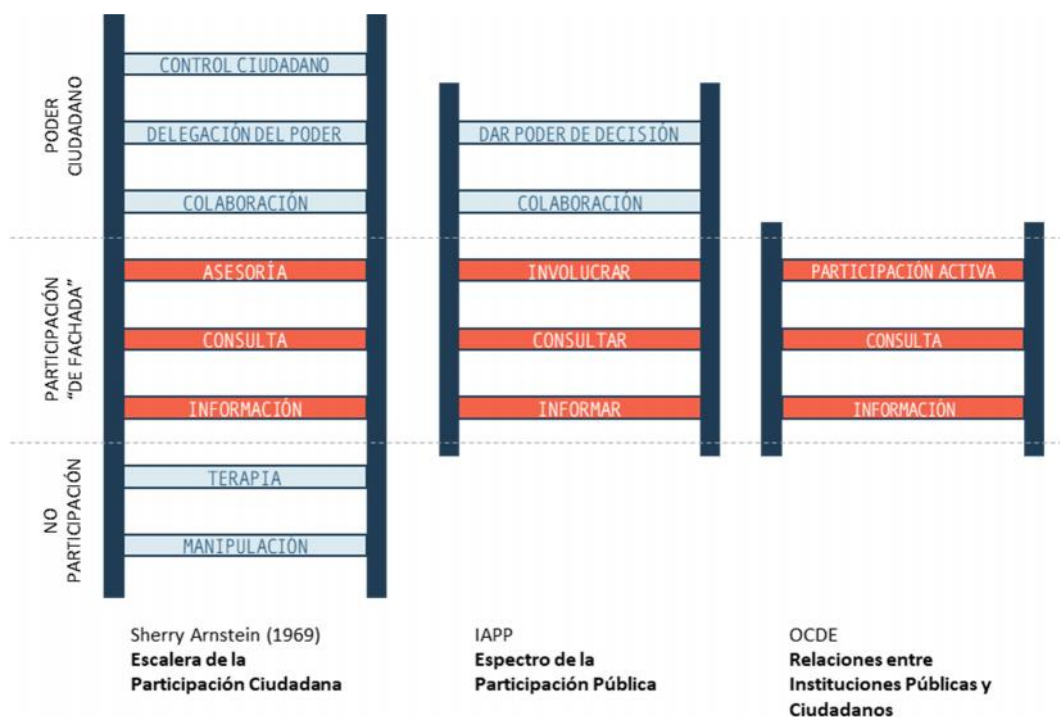 PODER
CIUDADANO
CONTROL CIUDADANO
DELEGACIÓN DEL PODER
DAR PODER DE DECISIÓN
COLABORACIÓN
COLABORACIÓN
PARTICIPACIÓN
"DE FACHADA"
ASESORÍA
INVOLUCRAR
PARTICIPACIÓN ACTIVA
CONSULTA
CONSULTAR
CONSULTA
INFORMACIÓN
INFORMAR
INFORMACIÓN
NO
PARTICIPACIÓN
TERAPIA
MANIPULACIÓN
Sherry Arnstein (1969)
Escalera de la
Participación Ciudadana
IAPP
Espectro de la
Participación Pública
OCDE
Relaciones entre
Instituciones Públicas y
Ciudadanos